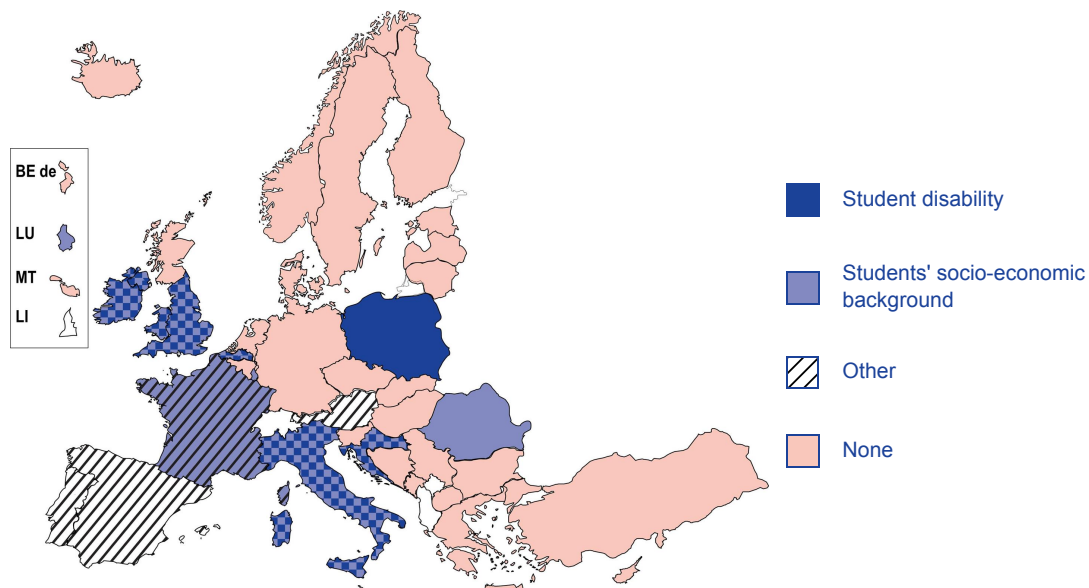 BE de
LU
MT
LI
Student disability
Students' socio-economic
background
Other
None